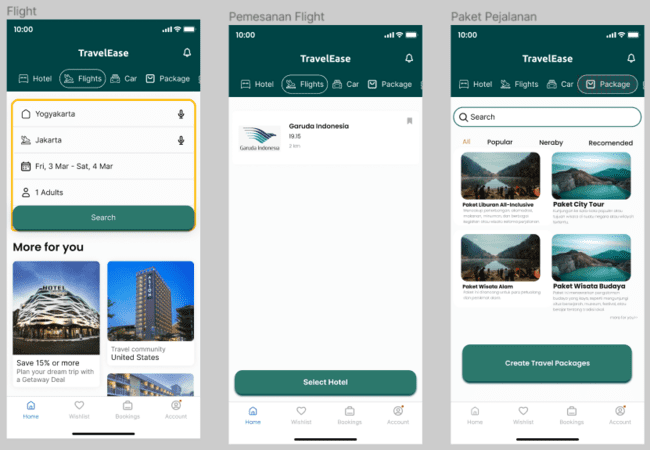 Flight
10:00
TravelEase
Hotel
Flights
Car
Package
Yogyakarta
Jakarta
Fri, 3 Mar - Sat, 4 Mar
1 Adults
Search
More for you
HOTEL
Save 15% or more
Plan your dream trip with
a Getaway Deal
Travel community
United States
Home
Wishlist
Bookings
Account
Pemesanan Flight
10:00
TravelEase
Hotel
Flights
Car
Package
Garuda Indonesia
Garuda Indonesia
19.15
2 km
Select Hotel
Home
Wishlist
Bookings
Account
Paket Pejalanan
10:00
TravelEase
Hotel
Flights
Car
Package
Search
All
Popular
Neraby
Recomended
Paket Liburan All-Inclusive
Paket City Tour
Paket Wisata Alam
Paket Wisata Budaya
more for you>
Create Travel Packages
Home
Wishlist
Bookings
Account